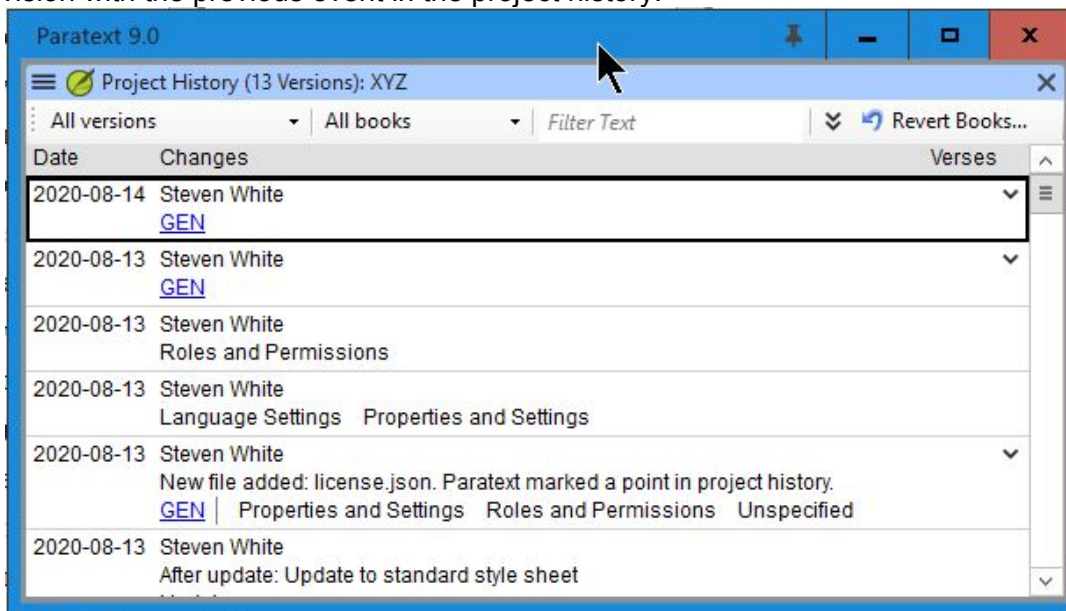 Paratext 9.0
Project History (13 Versions): XYZ
All versions All books Filter Text Revert Books...
Date Changes Verses
2020-08-14 Steven White
GEN
2020-08-13 Steven White
GEN
2020-08-13 Steven White
Roles and Permissions
2020-08-13 Steven White
Language Settings Properties and Settings
2020-08-13 Steven White
New file added: license.json. Paratext marked a point in project history.
GEN | Properties and Settings Roles and Permissions Unspecified
2020-08-13 Steven White
After update: Update to standard style sheet